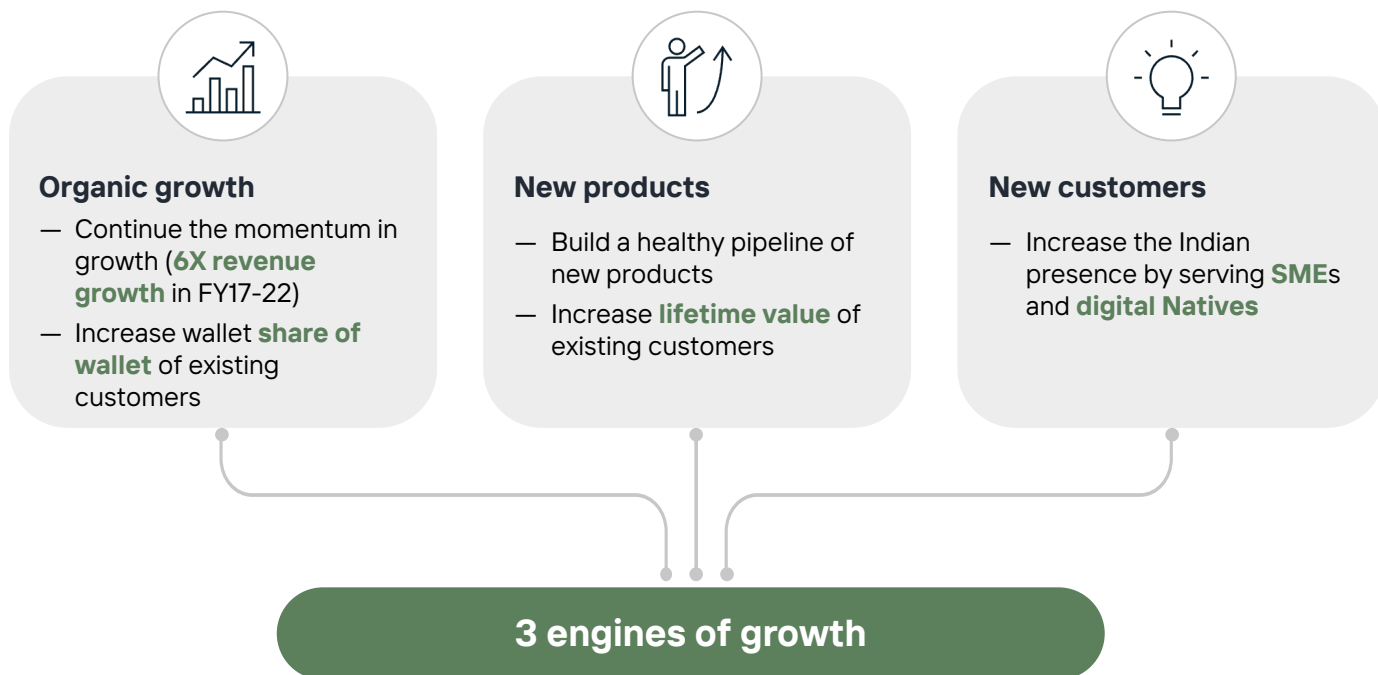 Organic growth
— Continue the momentum in
growth (6X revenue
growth in FY17-22)
— Increase wallet share of
wallet of existing
customers
New products
— Build a healthy pipeline of
new products
— Increase lifetime value of
existing customers
New customers
— Increase the Indian
presence by serving SMEs
and digital Natives
3 engines of growth